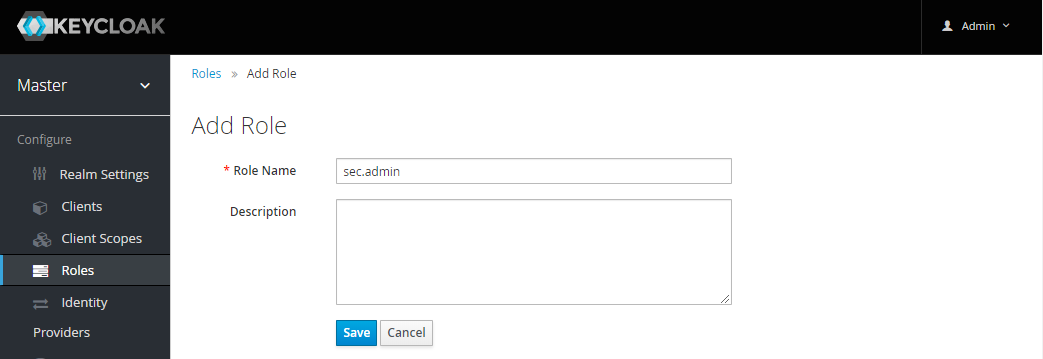 KEYCLOAK
Admin
Master
Roles » Add Role
Configure
Add Role
Realm Settings
* Role Name
sec.admin
Clients
Description
Client Scopes
Roles
Identity
Providers
Save
Cancel